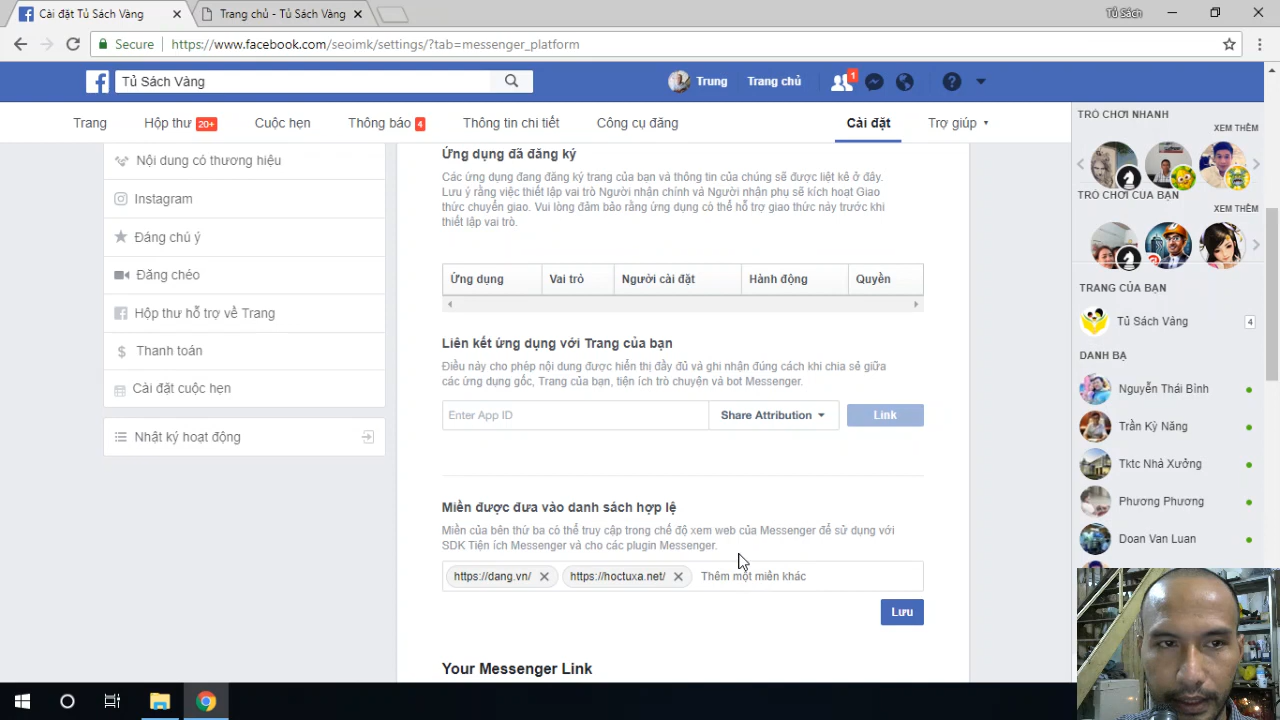 Cài đặt Tủ Sách Vàng
Trang chủ - Tủ Sách Vàng
Tủ Sách
Secure
https://www.facebook.com/seoimk/settings/?tab=messenger_platform
Tủ Sách Vàng
Trung
Trang chủ
1
Trang
Hộp thư 20+
Cuộc hẹn
Thông báo 4
Thông tin chi tiết
Công cụ đăng
Cài đặt
Trợ giúp
Nội dung có thương hiệu
Instagram
Đáng chú ý
Đăng chéo
Hộp thư hỗ trợ về Trang
Thanh toán
Cài đặt cuộc hẹn
Nhật ký hoạt động
Ứng dụng đã đăng ký
Các ứng dụng từng đăng ký trang của bạn và thông tin của chúng sẽ được liệt kê ở đây.
Lưu ý rằng việc thiết lập vai trò Người nhận chính và Người nhận phụ sẽ kích hoạt Giao
thức chuyển giao. Vui lòng đảm bảo rằng ứng dụng có thể hỗ trợ giao thức này trước khi
thiết lập vai trò.
Ứng dụng
Vai trò
Người cài đặt
Hành động
Quyền
Liên kết ứng dụng với Trang của bạn
Điều này cho phép nội dung được hiển thị đầy đủ và ghi nhận đúng cách khi chia sẻ giữa
các ứng dụng gốc, Trang của bạn, tiện ích trò chuyện và bot Messenger.
Enter App ID
Share Attribution
Link
Miền được đưa vào danh sách hợp lệ
Miền của bên thứ ba có thể truy cập trong chế độ xem web của Messenger để sử dụng với
SDK Tiện ích Messenger và cho các plugin Messenger.
https://dang.vn/
https://hoctuxa.net/
Thêm một miền khác
Lưu
Your Messenger Link
TRÒ CHƠI NHANH
XEM THÊM
TRÒ CHƠI CỦA BẠN
XEM THÊM
TRANG CỦA BẠN
Tủ Sách Vàng
4
DANH BẠ
Nguyễn Thái Bình
Trần Kỳ Năng
Tktc Nhà Xưởng
Phương Phương
Doan Van Luan